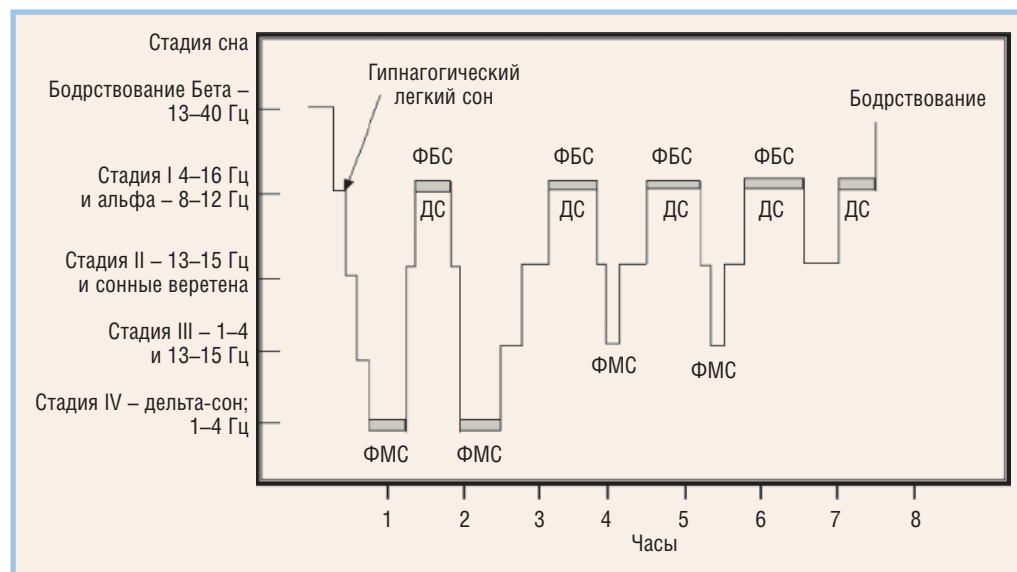 Стадия сна
Бодрствование Бета –
13–40 Гц
Стадия I 4–16 Гц
и альфа – 8–12 Гц
Стадия II – 13–15 Гц
и сонные веретена
Стадия III – 1–4
и 13–15 Гц
Стадия IV – дельта-сон;
1–4 Гц
Гипнагогический
легкий сон
Бодрствование
ФБС
ФБС
ФБС
ФБС
ДС
ДС
ДС
ДС
ДС
ФМС
ФМС
ФМС
ФМС
1 2 3 4 5 6 7 8
Часы